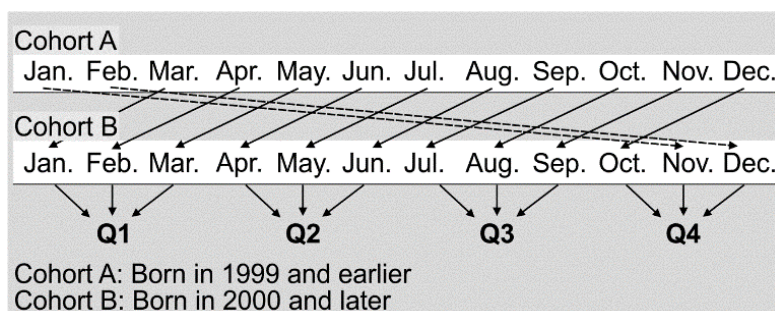 Cohort A
Jan. Feb. Mar. Apr. May. Jun. Jul. Aug. Sep. Oct. Nov. Dec.
Cohort B
Jan. Feb. Mar. Apr. May. Jun. Jul. Aug. Sep. Oct. Nov. Dec.
Q1 Q2 Q3 Q4
Cohort A: Born in 1999 and earlier
Cohort B: Born in 2000 and later